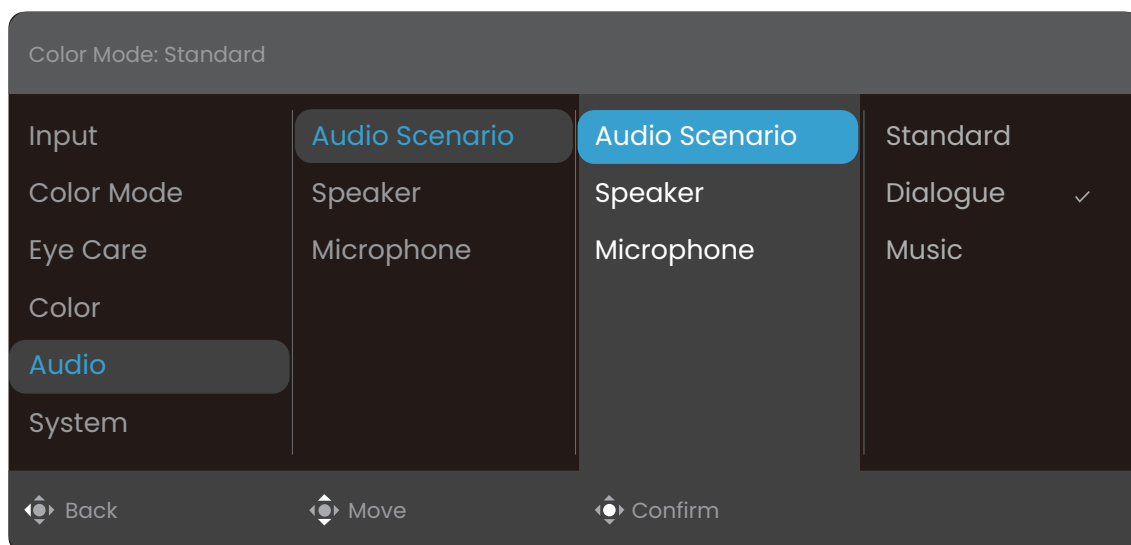 Color Mode: Standard
Input
Color Mode
Eye Care
Color
Audio
System
Audio Scenario
Speaker
Microphone
Audio Scenario
Speaker
Microphone
Standard
Dialogue
Music
Back
Move
Confirm